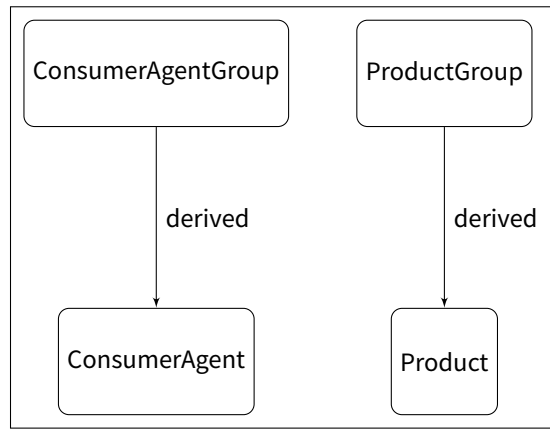 ConsumerAgentGroup
ProductGroup
derived
derived
ConsumerAgent
Product